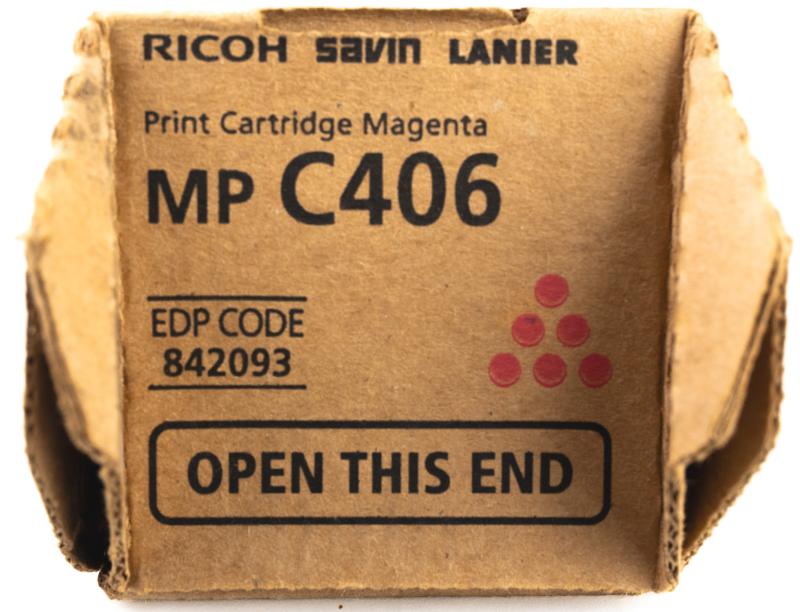 RICOH savin LANIER
Print Cartridge Magenta
MP C406
EDP CODE
842093
OPEN THIS END